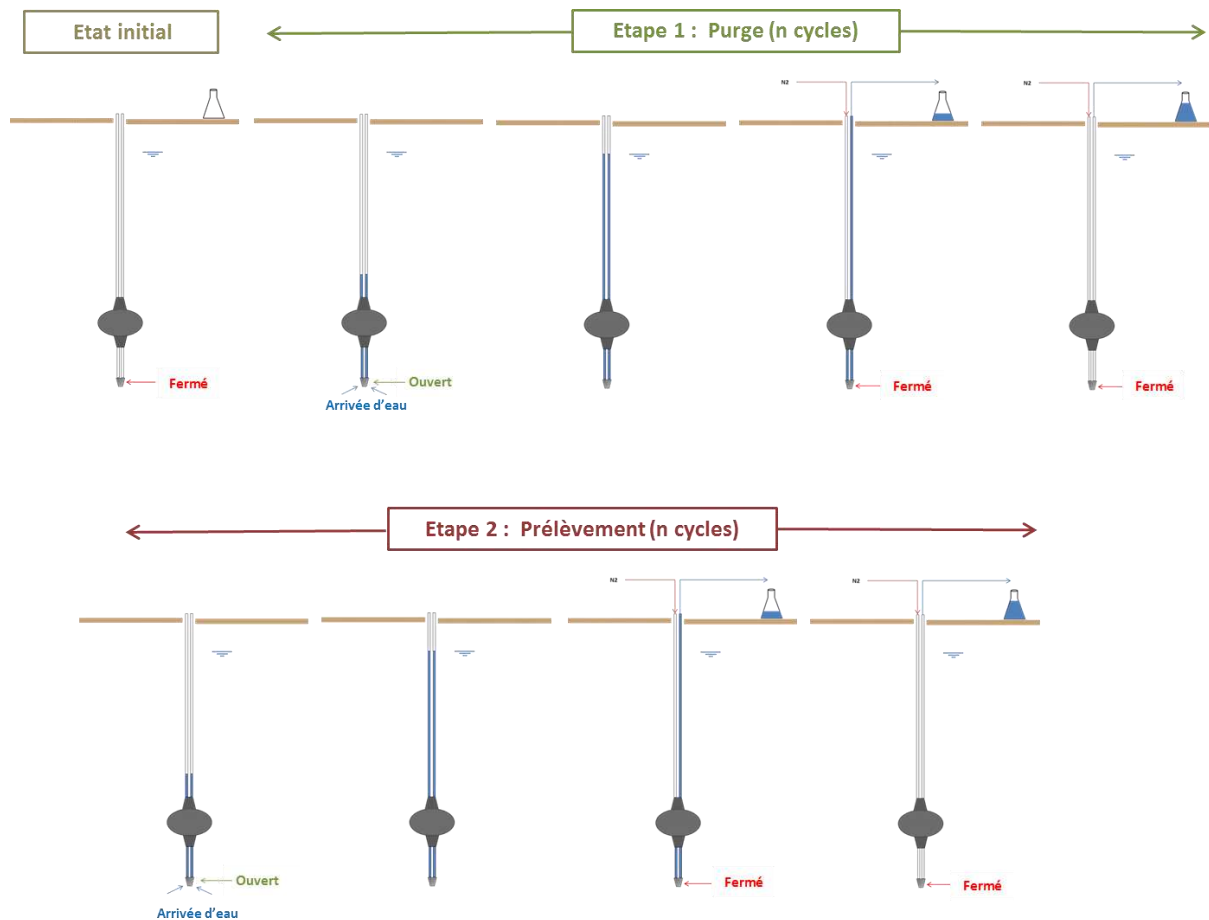 Etat initial
Etape 1 : Purge (n cycles)
N2
N2
Fermé
Ouvert
Arrivée d'eau
Fermé
Fermé
Etape 2 : Prélèvement (n cycles)
N2
N2
Ouvert
Arrivée d'eau
Fermé
Fermé